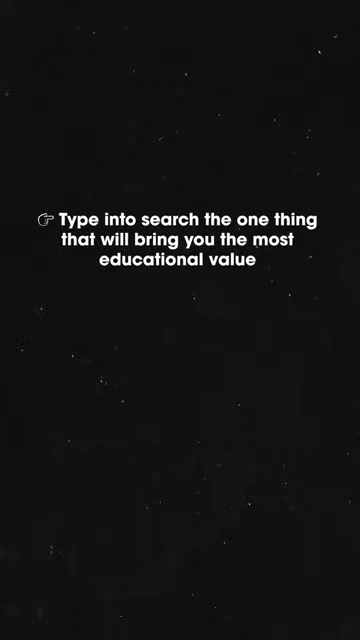 👉 Type into search the one thing
that will bring you the most
educational value